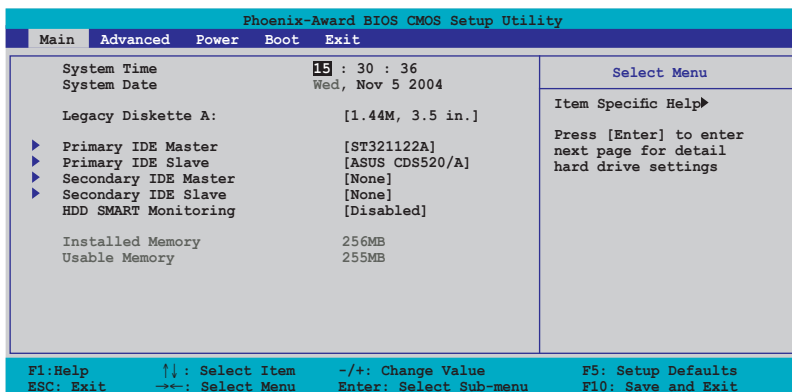 Phoenix-Award BIOS CMOS Setup Utility
Main Advanced Power Boot Exit
System Time 15 : 30 : 36
System Date Wed, Nov 5 2004
Legacy Diskette A: [1.44M, 3.5 in.]
Primary IDE Master [ST321122A]
Primary IDE Slave [ASUS CDS520/A]
Secondary IDE Master [None]
Secondary IDE Slave [None]
HDD SMART Monitoring [Disabled]
Installed Memory 256MB
Usable Memory 255MB
Select Menu
Item Specific Help
Press [Enter] to enter
next page for detail
hard drive settings
F1:Help ↑↓ : Select Item -/+: Change Value F5: Setup Defaults
ESC: Exit →← : Select Menu Enter: Select Sub-menu F10: Save and Exit